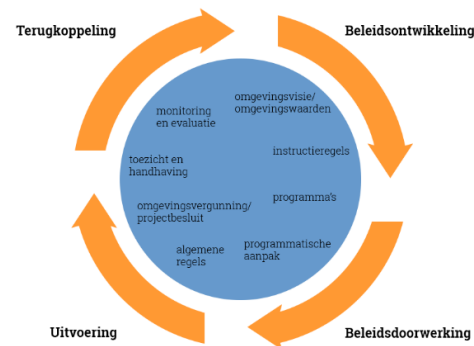 Terugkoppeling
Beleidsontwikkeling
omgevingsvisie/
omgevingswaarden
monitoring
en evaluatie
instructieregels
toezicht en
handhaving
programma's
omgevingsvergunning/
projectbesluit
programmatische
aanpak
algemene
regels
Uitvoering
Beleidsdoorwerking